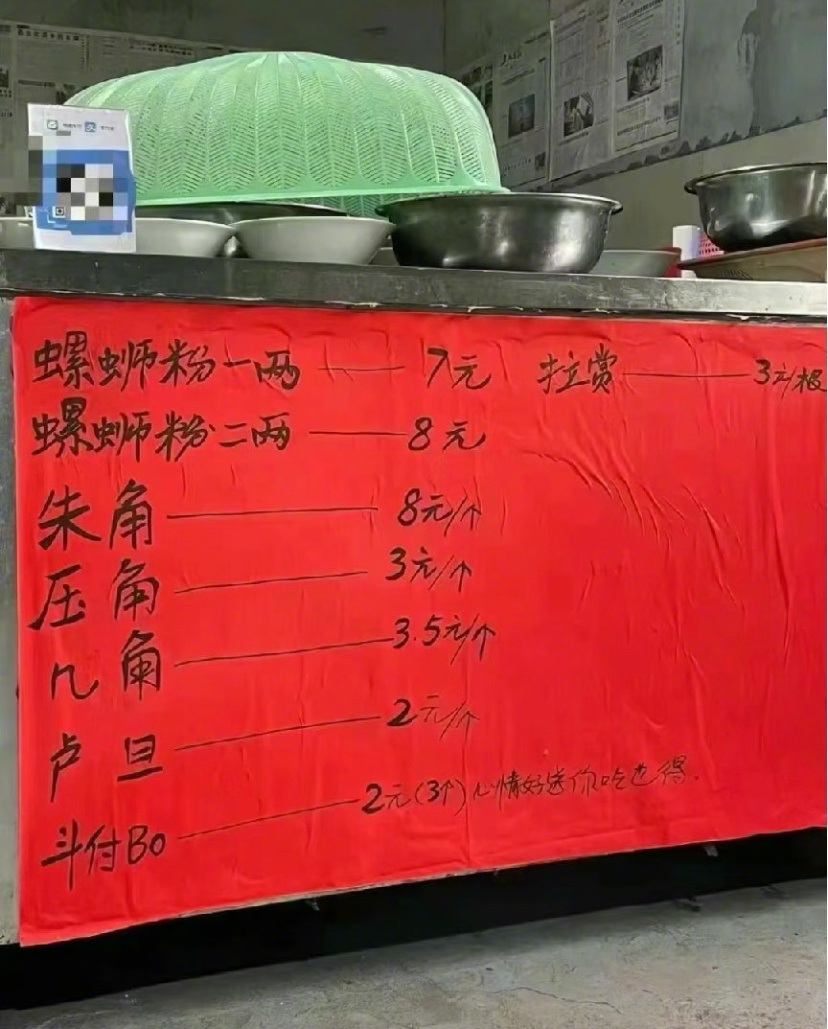 螺蛳粉一两 —— 7元 拉赏 —— 3元/根
螺蛳粉二两 —— 8元
朱角 —— 8元/个
压角 —— 3元/个
几角 —— 3.5元/个
卢旦 —— 2元/个
斗付Bo —— 2元(3个)心情好送你吃也得.